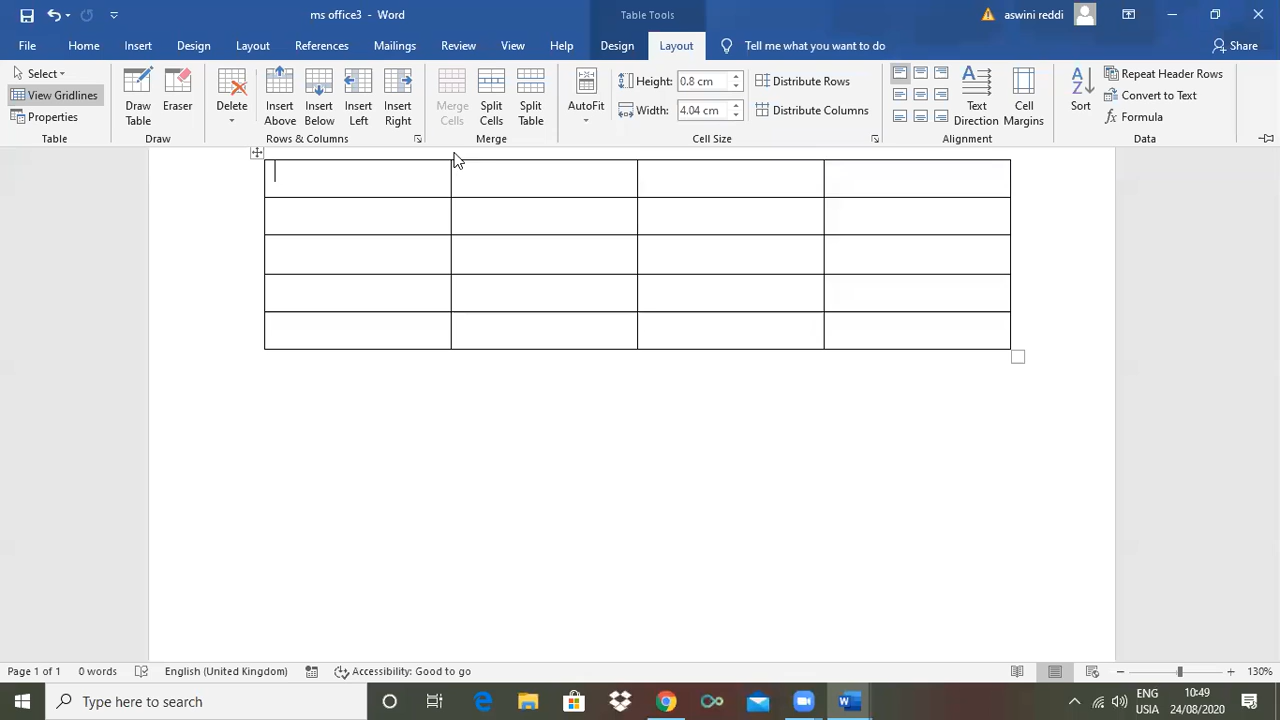 ms office3 - Word
Table Tools
aswini reddi
File
Home
Insert
Design
Layout
References
Mailings
Review
View
Help
Design
Layout
Tell me what you want to do
Share
Select
View Gridlines
Properties
Table
Draw Table
Eraser
Draw
Delete
Insert Above
Insert Below
Insert Left
Insert Right
Rows & Columns
Merge Cells
Split Cells
Split Table
Merge
AutoFit
Height: 0.8 cm
Width: 4.04 cm
Distribute Rows
Distribute Columns
Cell Size
Text Direction
Cell Margins
Alignment
Sort
Repeat Header Rows
Convert to Text
Formula
Data
Page 1 of 1
0 words
English (United Kingdom)
Accessibility: Good to go
130%
Type here to search
ENG
USIA
10:49
24/08/2020